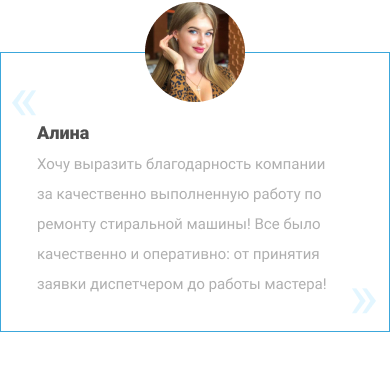 «
Алина
Хочу выразить благодарность компании
за качественно выполненную работу по
ремонту стиральной машины! Все было
качественно и оперативно: от принятия
заявки диспетчером до работы мастера!
»